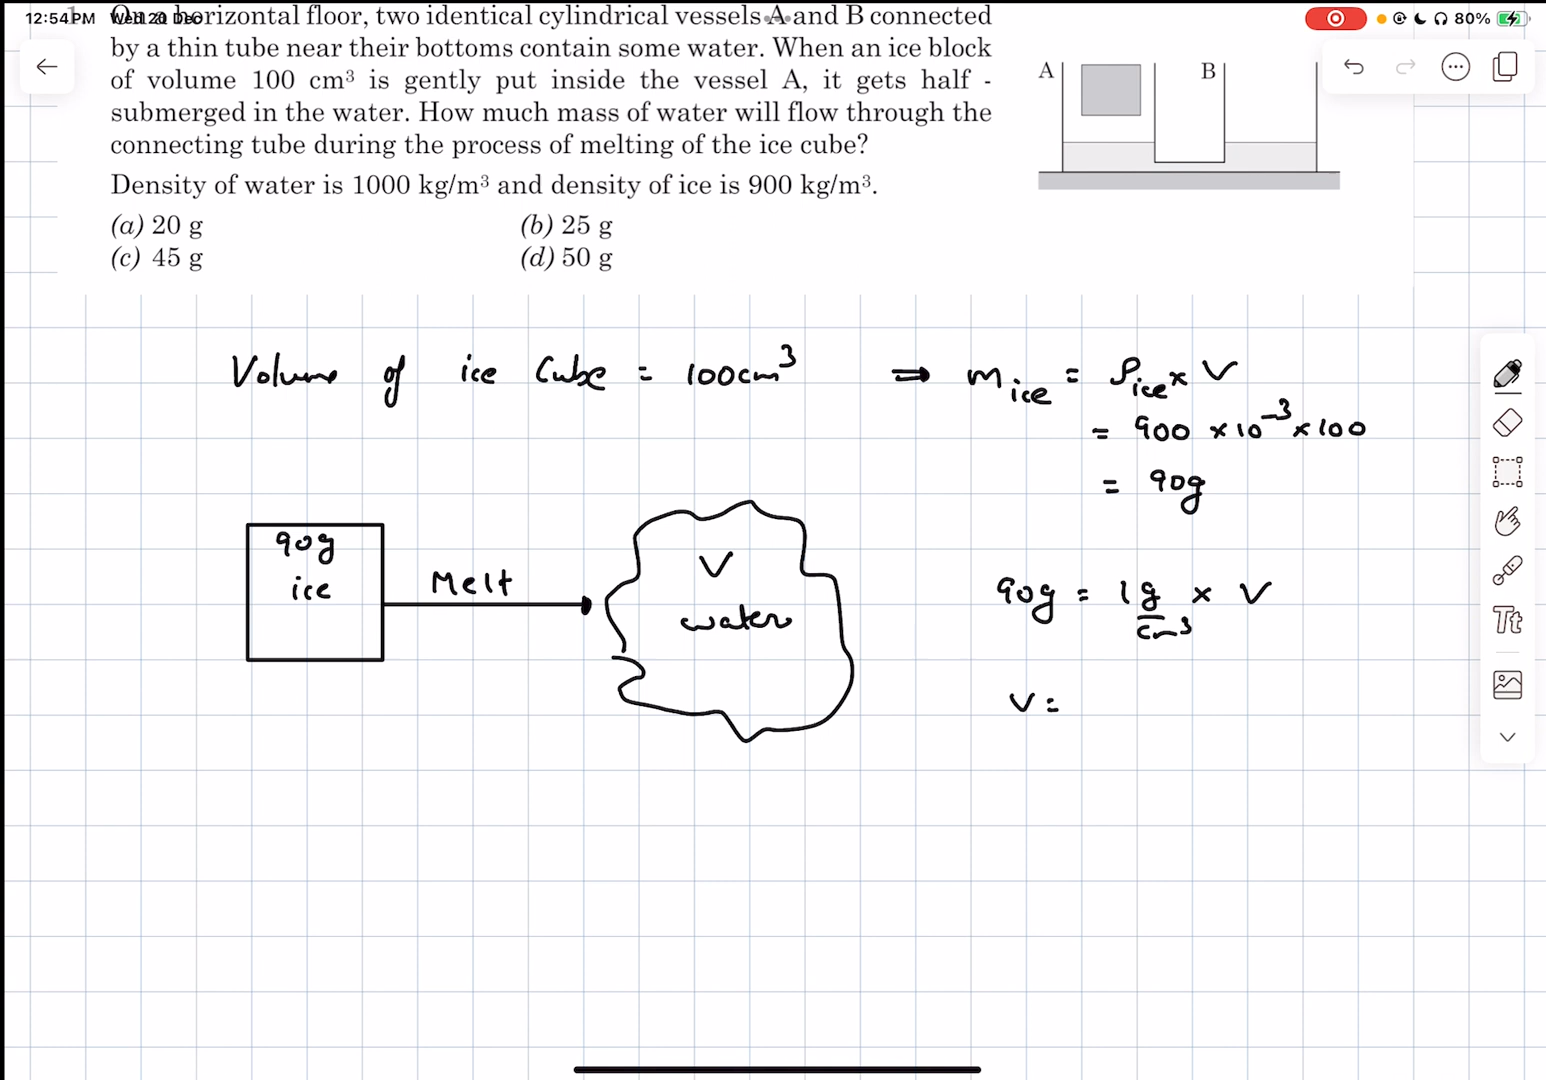 12:54PM Wed 20 Dec
80%
On a horizontal floor, two identical cylindrical vessels A and B connected
by a thin tube near their bottoms contain some water. When an ice block
of volume 100 cm³ is gently put inside the vessel A, it gets half -
submerged in the water. How much mass of water will flow through the
connecting tube during the process of melting of the ice cube?
Density of water is 1000 kg/m³ and density of ice is 900 kg/m³.
(a) 20 g (b) 25 g
(c) 45 g (d) 50 g
A B
Volume of ice Cube = 100cm³ ⇒ m_ice = ρ_ice × V
= 900 × 10⁻³ × 100
= 90g
90g
ice
Melt
V
water
90g = 1 g/cm³ × V
V =
Tt